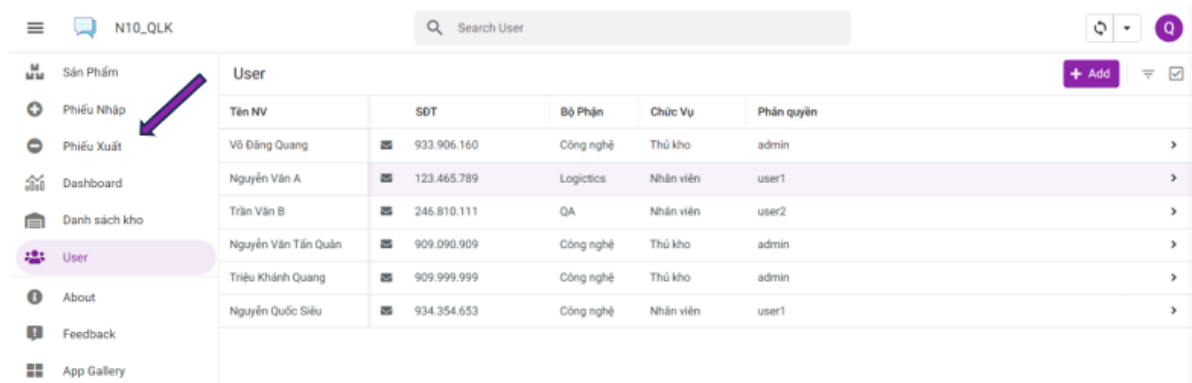 N10_QLK
Search User
Q
Sản Phẩm
Phiếu Nhập
Phiếu Xuất
Dashboard
Danh sách kho
User
About
Feedback
App Gallery
User
+ Add
Tên NV SĐT Bộ Phận Chức Vụ Phân quyền
Võ Đăng Quang 933.906.160 Công nghệ Thủ kho admin
Nguyễn Văn A 123.465.789 Logictics Nhân viên user1
Trần Văn B 246.810.111 QA Nhân viên user2
Nguyễn Văn Tấn Quân 909.090.909 Công nghệ Thủ kho admin
Triệu Khánh Quang 909.999.999 Công nghệ Thủ kho admin
Nguyễn Quốc Siêu 934.354.653 Công nghệ Nhân viên user1